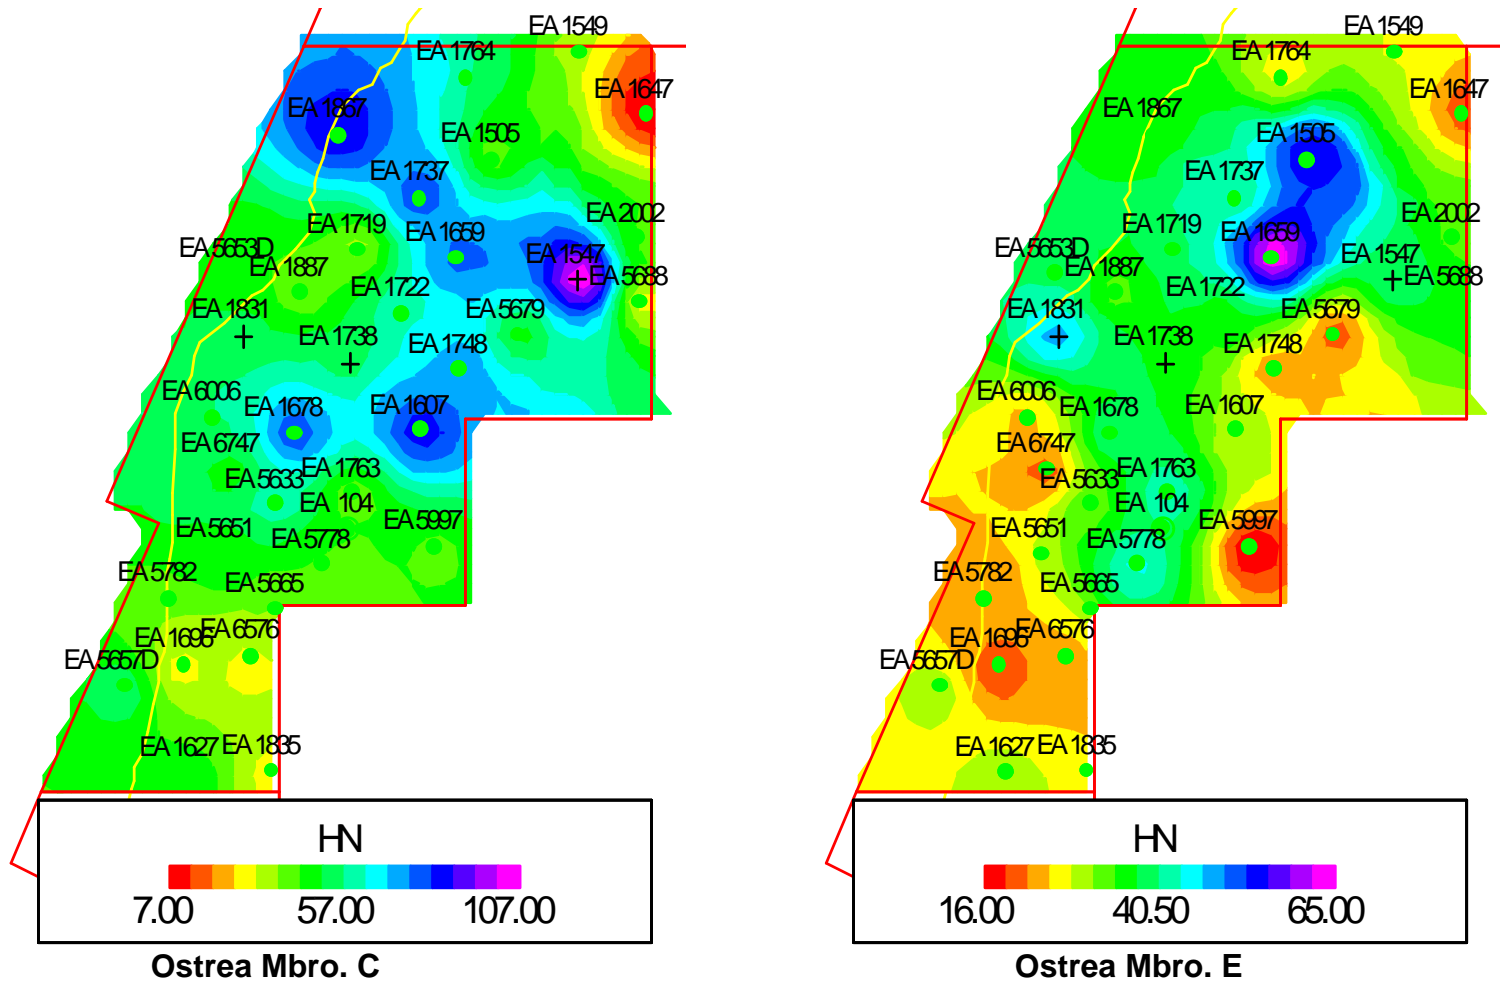 EA 1549
EA 1764
EA 1647
EA 1867
EA 1505
EA 1737
EA 2002
EA 1719
EA 1659
EA 5653D
EA 1547
EA 1887
EA 5688
EA 1722
EA 1831
EA 5679
EA 1738
EA 1748
EA 6006
EA 1678
EA 1607
EA 6747
EA 1763
EA 5633
EA 104
EA 5651
EA 5997
EA 5778
EA 5782
EA 5665
EA 1696
EA 6576
EA 5657D
EA 1627
EA 1835
HN
7.00 57.00 107.00
Ostrea Mbro. C
EA 1549
EA 1764
EA 1647
EA 1867
EA 1505
EA 1737
EA 2002
EA 1719
EA 1659
EA 5653D
EA 1547
EA 1887
EA 5688
EA 1722
EA 1831
EA 5679
EA 1738
EA 1748
EA 6006
EA 1678
EA 1607
EA 6747
EA 1763
EA 5633
EA 104
EA 5651
EA 5997
EA 5778
EA 5782
EA 5665
EA 1696
EA 6576
EA 5657D
EA 1627
EA 1835
HN
16.00 40.50 65.00
Ostrea Mbro. E